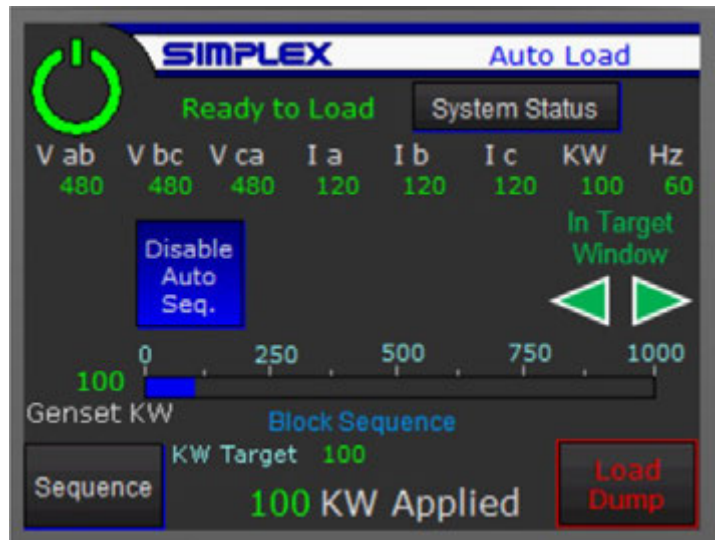 SIMPLEX Auto Load
Ready to Load System Status
V ab V bc V ca I a I b I c KW Hz
480 480 480 120 120 120 100 60
In Target
Window
Disable
Auto
Seq.
0 250 500 750 1000
100
Genset KW
Block Sequence
KW Target 100
Sequence
100 KW Applied
Load
Dump